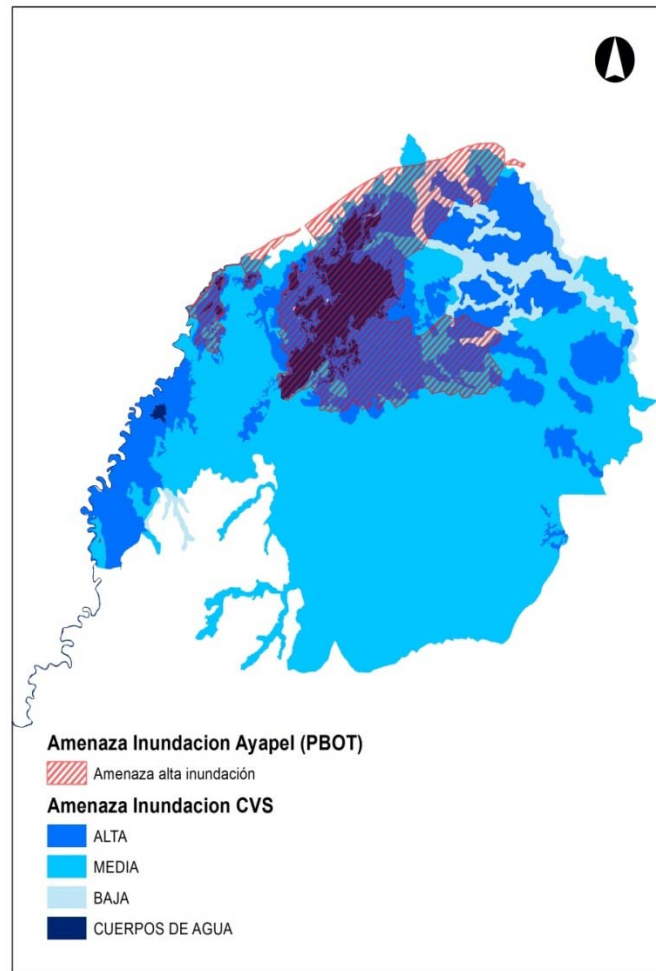 Amenaza Inundacion Ayapel (PBOT)
Amenaza alta inundación
Amenaza Inundacion CVS
ALTA
MEDIA
BAJA
CUERPOS DE AGUA